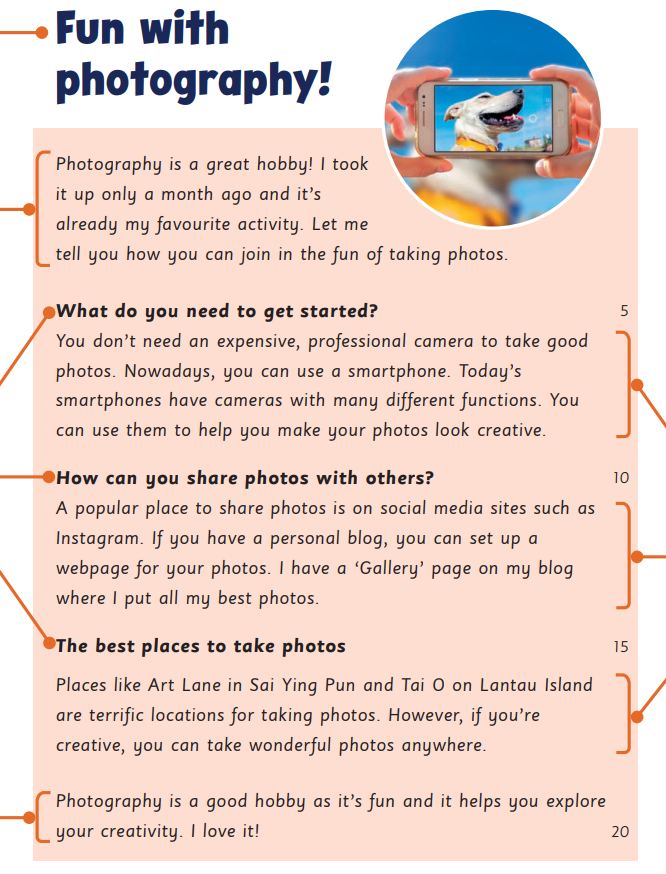 Fun with
photography!
Photography is a great hobby! I took
it up only a month ago and it's
already my favourite activity. Let me
tell you how you can join in the fun of taking photos.
What do you need to get started? 5
You don't need an expensive, professional camera to take good
photos. Nowadays, you can use a smartphone. Today's
smartphones have cameras with many different functions. You
can use them to help you make your photos look creative.
How can you share photos with others? 10
A popular place to share photos is on social media sites such as
Instagram. If you have a personal blog, you can set up a
webpage for your photos. I have a 'Gallery' page on my blog
where I put all my best photos.
The best places to take photos 15
Places like Art Lane in Sai Ying Pun and Tai O on Lantau Island
are terrific locations for taking photos. However, if you're
creative, you can take wonderful photos anywhere.
Photography is a good hobby as it's fun and it helps you explore
your creativity. I love it! 20